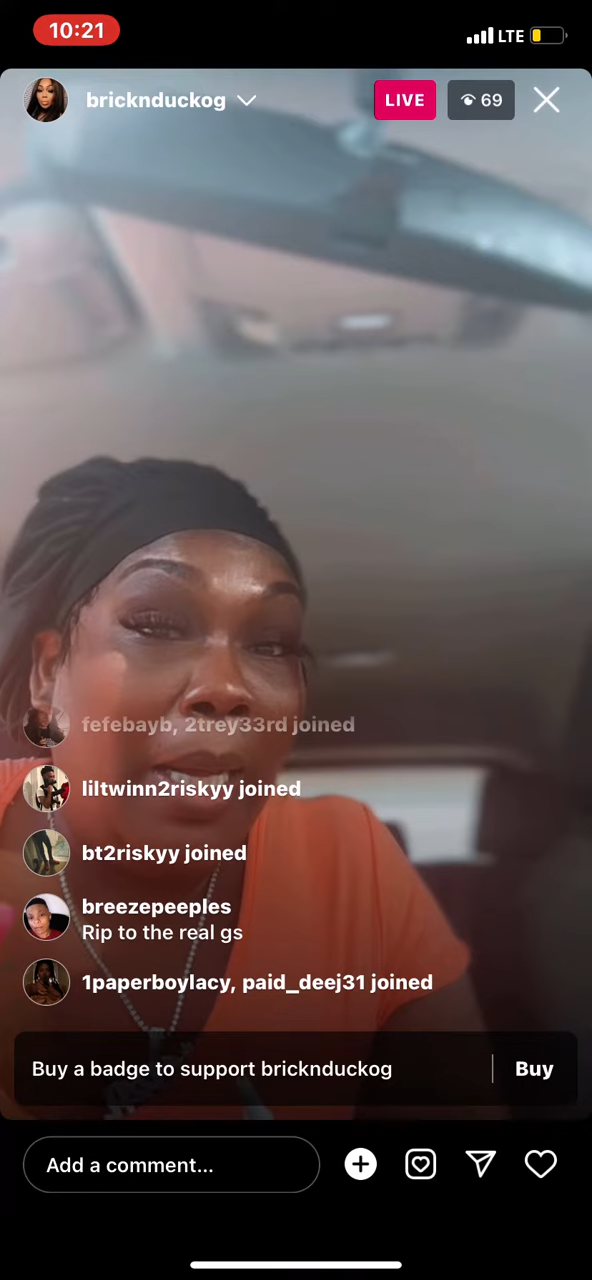 10:21
LTE
bricknduckog
LIVE
69
fefebayb, 2trey33rd joined
liltwinn2riskyy joined
bt2riskyy joined
breezepeeples
Rip to the real gs
1paperboylacy, paid_deej31 joined
Buy a badge to support bricknduckog
Buy
Add a comment...